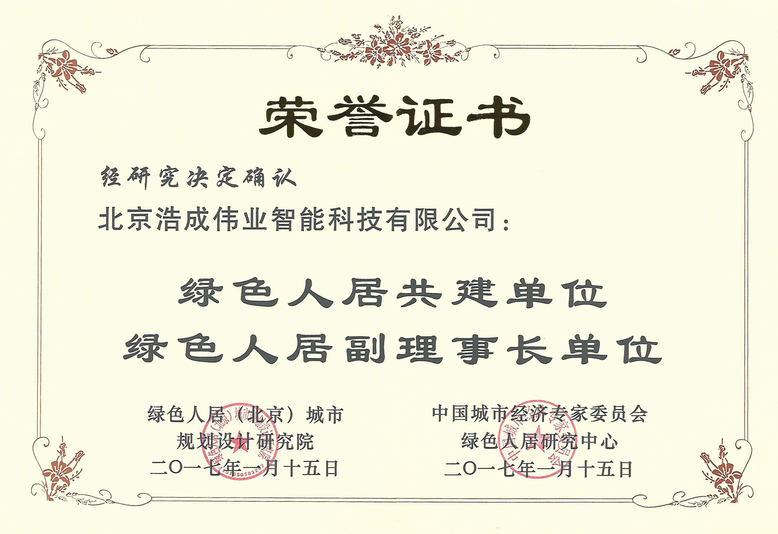 荣誉证书
经研究决定确认
北京浩成伟业智能科技有限公司：
绿色人居共建单位
绿色人居副理事长单位
绿色人居（北京）城市
规划设计研究院
二〇一七年一月十五日
中国城市经济专家委员会
绿色人居研究中心
二〇一七年一月十五日